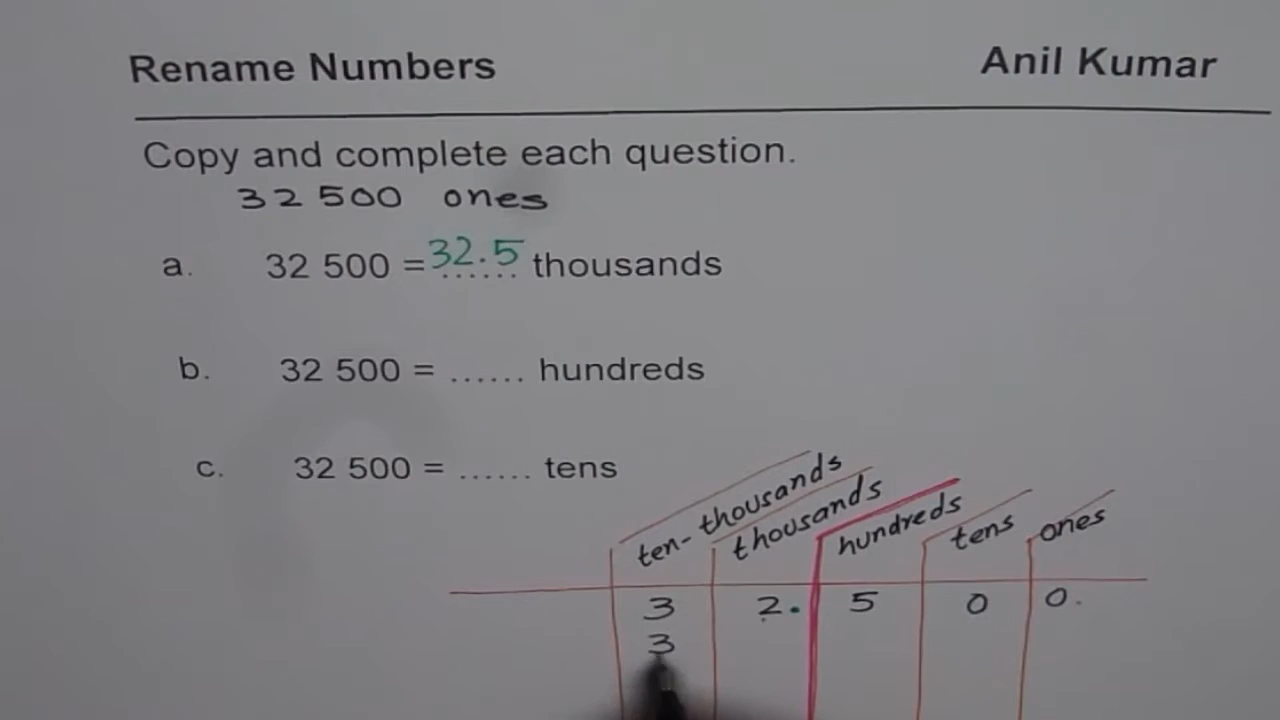 Rename Numbers Anil Kumar
Copy and complete each question.
32 500 ones
a. 32 500 = 32.5 thousands
b. 32 500 = ...... hundreds
c. 32 500 = ...... tens
ten-thousands thousands hundreds tens ones
3 2. 5 0 0.
3